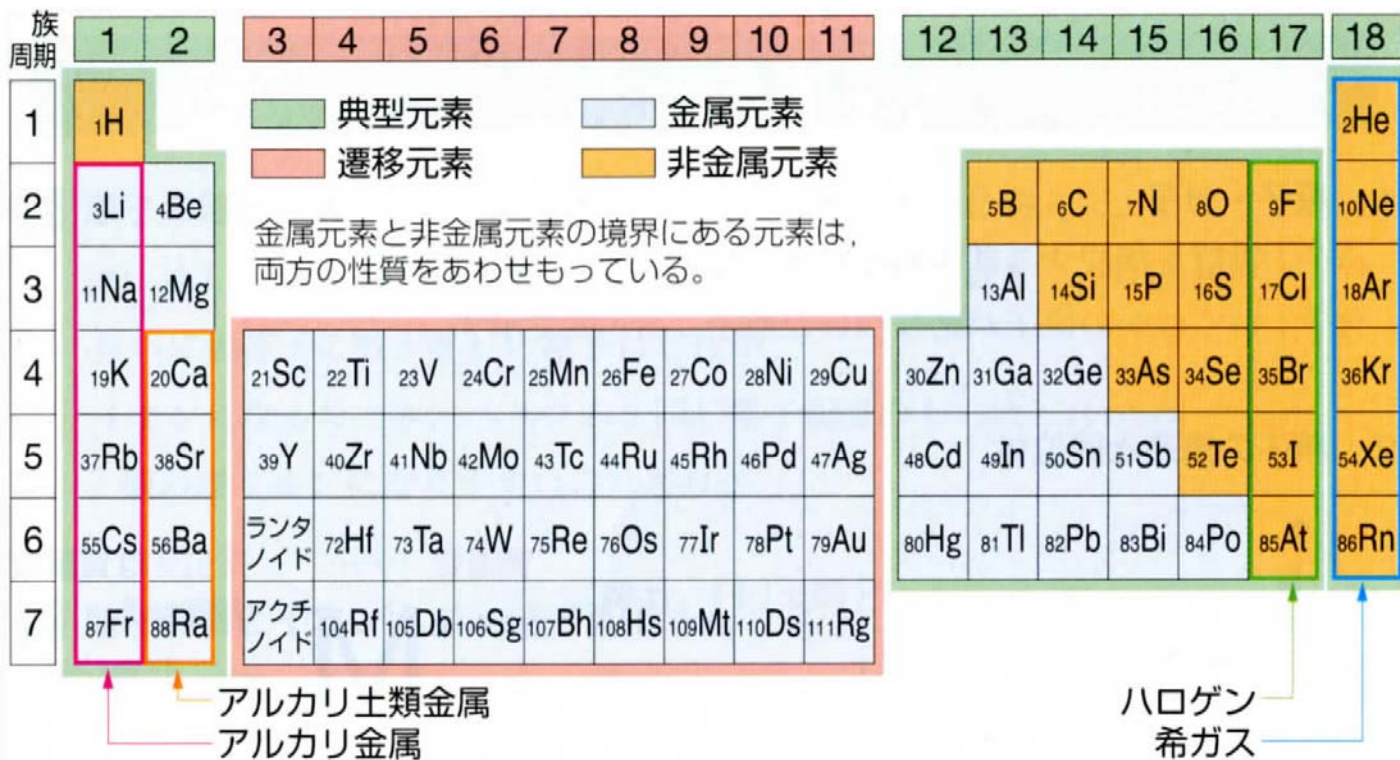 族 1 2 3 4 5 6 7 8 9 10 11 12 13 14 15 16 17 18
周期
典型元素 金属元素
遷移元素 非金属元素
金属元素と非金属元素の境界にある元素は，
両方の性質をあわせもっている。
1 1H 2He
2 3Li 4Be 5B 6C 7N 8O 9F 10Ne
3 11Na 12Mg 13Al 14Si 15P 16S 17Cl 18Ar
4 19K 20Ca 21Sc 22Ti 23V 24Cr 25Mn 26Fe 27Co 28Ni 29Cu 30Zn 31Ga 32Ge 33As 34Se 35Br 36Kr
5 37Rb 38Sr 39Y 40Zr 41Nb 42Mo 43Tc 44Ru 45Rh 46Pd 47Ag 48Cd 49In 50Sn 51Sb 52Te 53I 54Xe
6 55Cs 56Ba ランタノイド 72Hf 73Ta 74W 75Re 76Os 77Ir 78Pt 79Au 80Hg 81Tl 82Pb 83Bi 84Po 85At 86Rn
7 87Fr 88Ra アクチノイド 104Rf 105Db 106Sg 107Bh 108Hs 109Mt 110Ds 111Rg
アルカリ土類金属 ハロゲン
アルカリ金属 希ガス